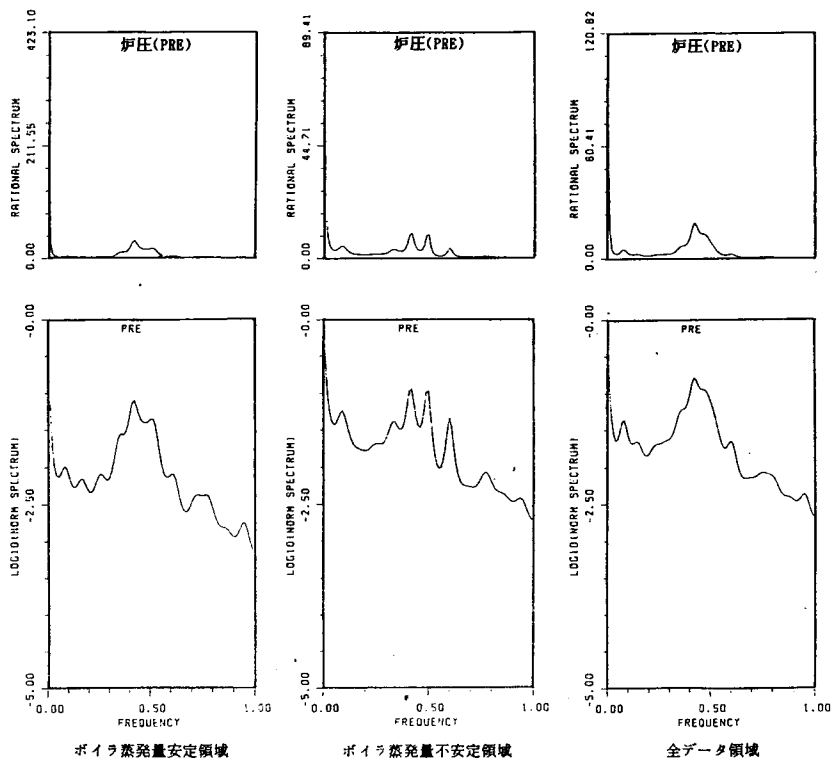 423.10
211.55
0.00
RATIONAL SPECTRUM
炉圧(PRE)
89.41
44.71
0.00
RATIONAL SPECTRUM
炉圧(PRE)
120.82
60.41
0.00
RATIONAL SPECTRUM
炉圧(PRE)
-0.00
-2.50
-5.00
LOG10(NORM SPECTRUM)
PRE
-0.00
0.50
1.00
FREQUENCY
-0.00
-2.50
-5.00
LOG10(NORM SPECTRUM)
PRE
-0.00
0.50
1.00
FREQUENCY
-0.00
-2.50
-5.00
LOG10(NORM SPECTRUM)
PRE
-0.00
0.50
1.00
FREQUENCY
ボイラ蒸発量安定領域
ボイラ蒸発量不安定領域
全データ領域